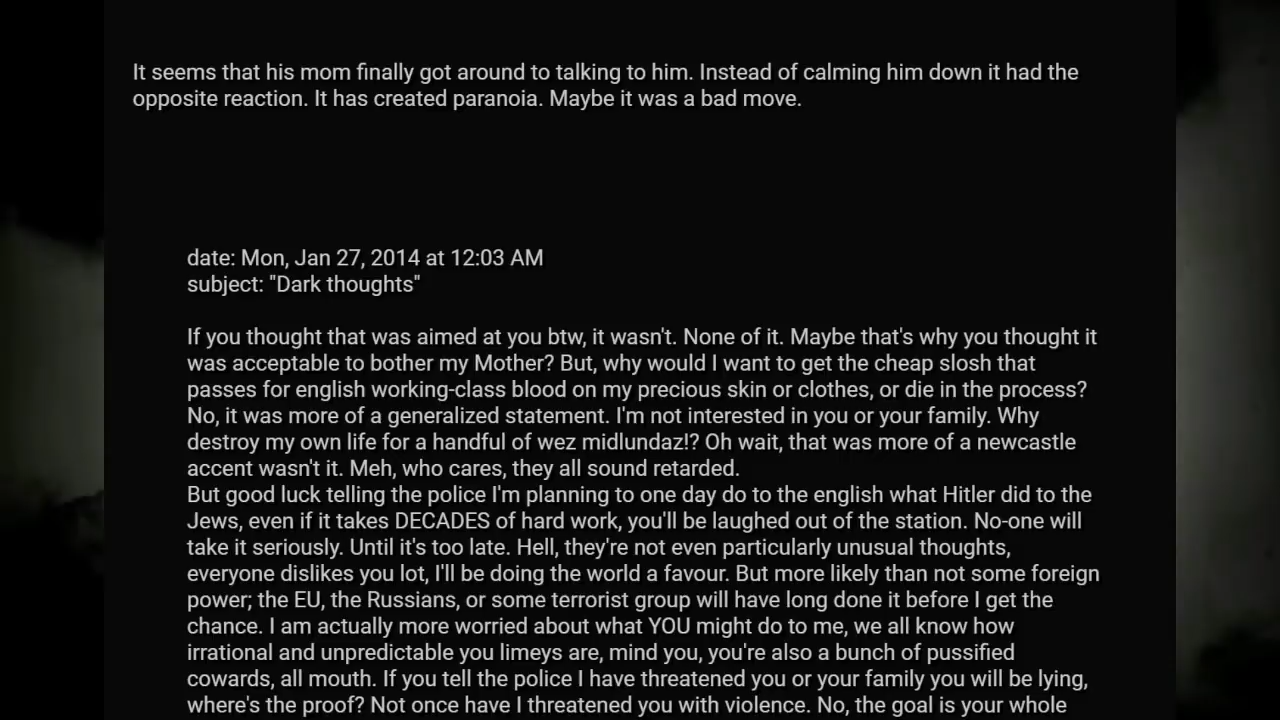 It seems that his mom finally got around to talking to him. Instead of calming him down it had the
opposite reaction. It has created paranoia. Maybe it was a bad move.
date: Mon, Jan 27, 2014 at 12:03 AM
subject: "Dark thoughts"
If you thought that was aimed at you btw, it wasn't. None of it. Maybe that's why you thought it
was acceptable to bother my Mother? But, why would I want to get the cheap slosh that
passes for english working-class blood on my precious skin or clothes, or die in the process?
No, it was more of a generalized statement. I'm not interested in you or your family. Why
destroy my own life for a handful of wez midlundaz!? Oh wait, that was more of a newcastle
accent wasn't it. Meh, who cares, they all sound retarded.
But good luck telling the police I'm planning to one day do to the english what Hitler did to the
Jews, even if it takes DECADES of hard work, you'll be laughed out of the station. No-one will
take it seriously. Until it's too late. Hell, they're not even particularly unusual thoughts,
everyone dislikes you lot, I'll be doing the world a favour. But more likely than not some foreign
power; the EU, the Russians, or some terrorist group will have long done it before I get the
chance. I am actually more worried about what YOU might do to me, we all know how
irrational and unpredictable you limeys are, mind you, you're also a bunch of pussified
cowards, all mouth. If you tell the police I have threatened you or your family you will be lying,
where's the proof? Not once have I threatened you with violence. No, the goal is your whole